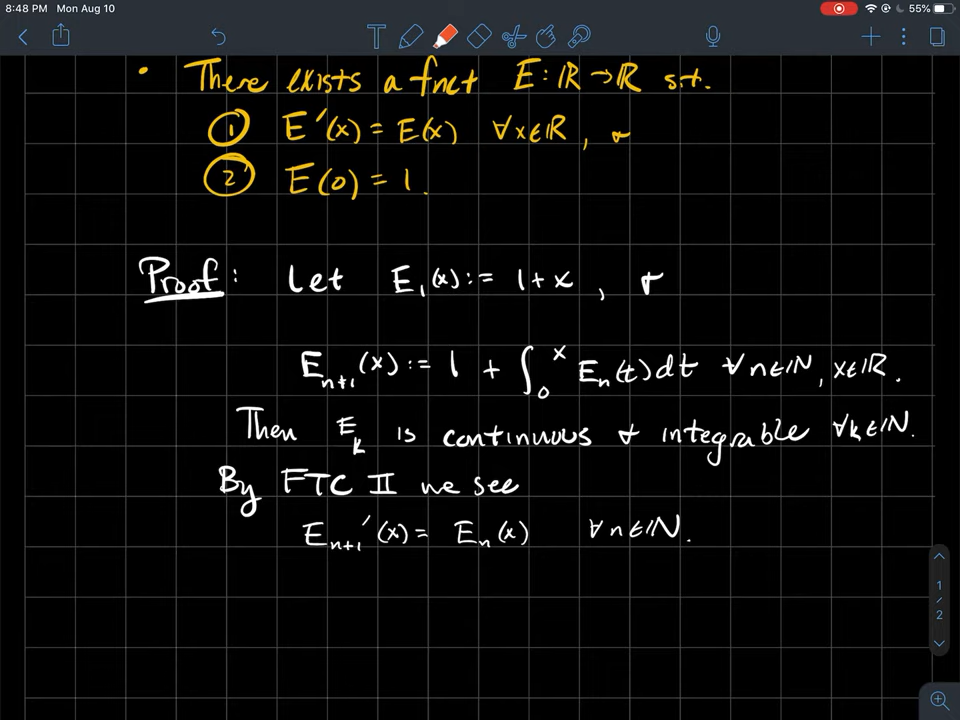 8:48 PM Mon Aug 10
55%
• There exists a fnct E: ℝ → ℝ s.t.
① E'(x) = E(x) ∀x∈ℝ, &
② E(0) = 1.
Proof: Let E₁(x) := 1 + x, &
Eₙ₊₁(x) := 1 + ∫₀ˣ Eₙ(t)dt ∀n∈ℕ, x∈ℝ.
Then Eₖ is continuous & integrable ∀k∈ℕ.
By FTC II we see
Eₙ₊₁'(x) = Eₙ(x) ∀n∈ℕ.
1
/
2